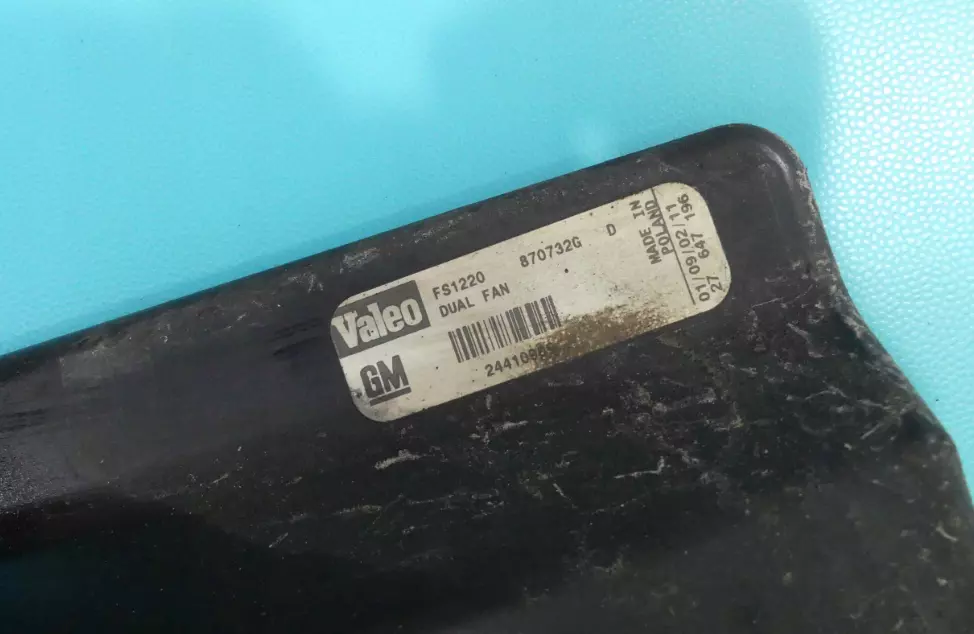 Valeo
GM
FS1220 870732G D
DUAL FAN
MADE IN
POLAND
01/09/02/11
27 647 196